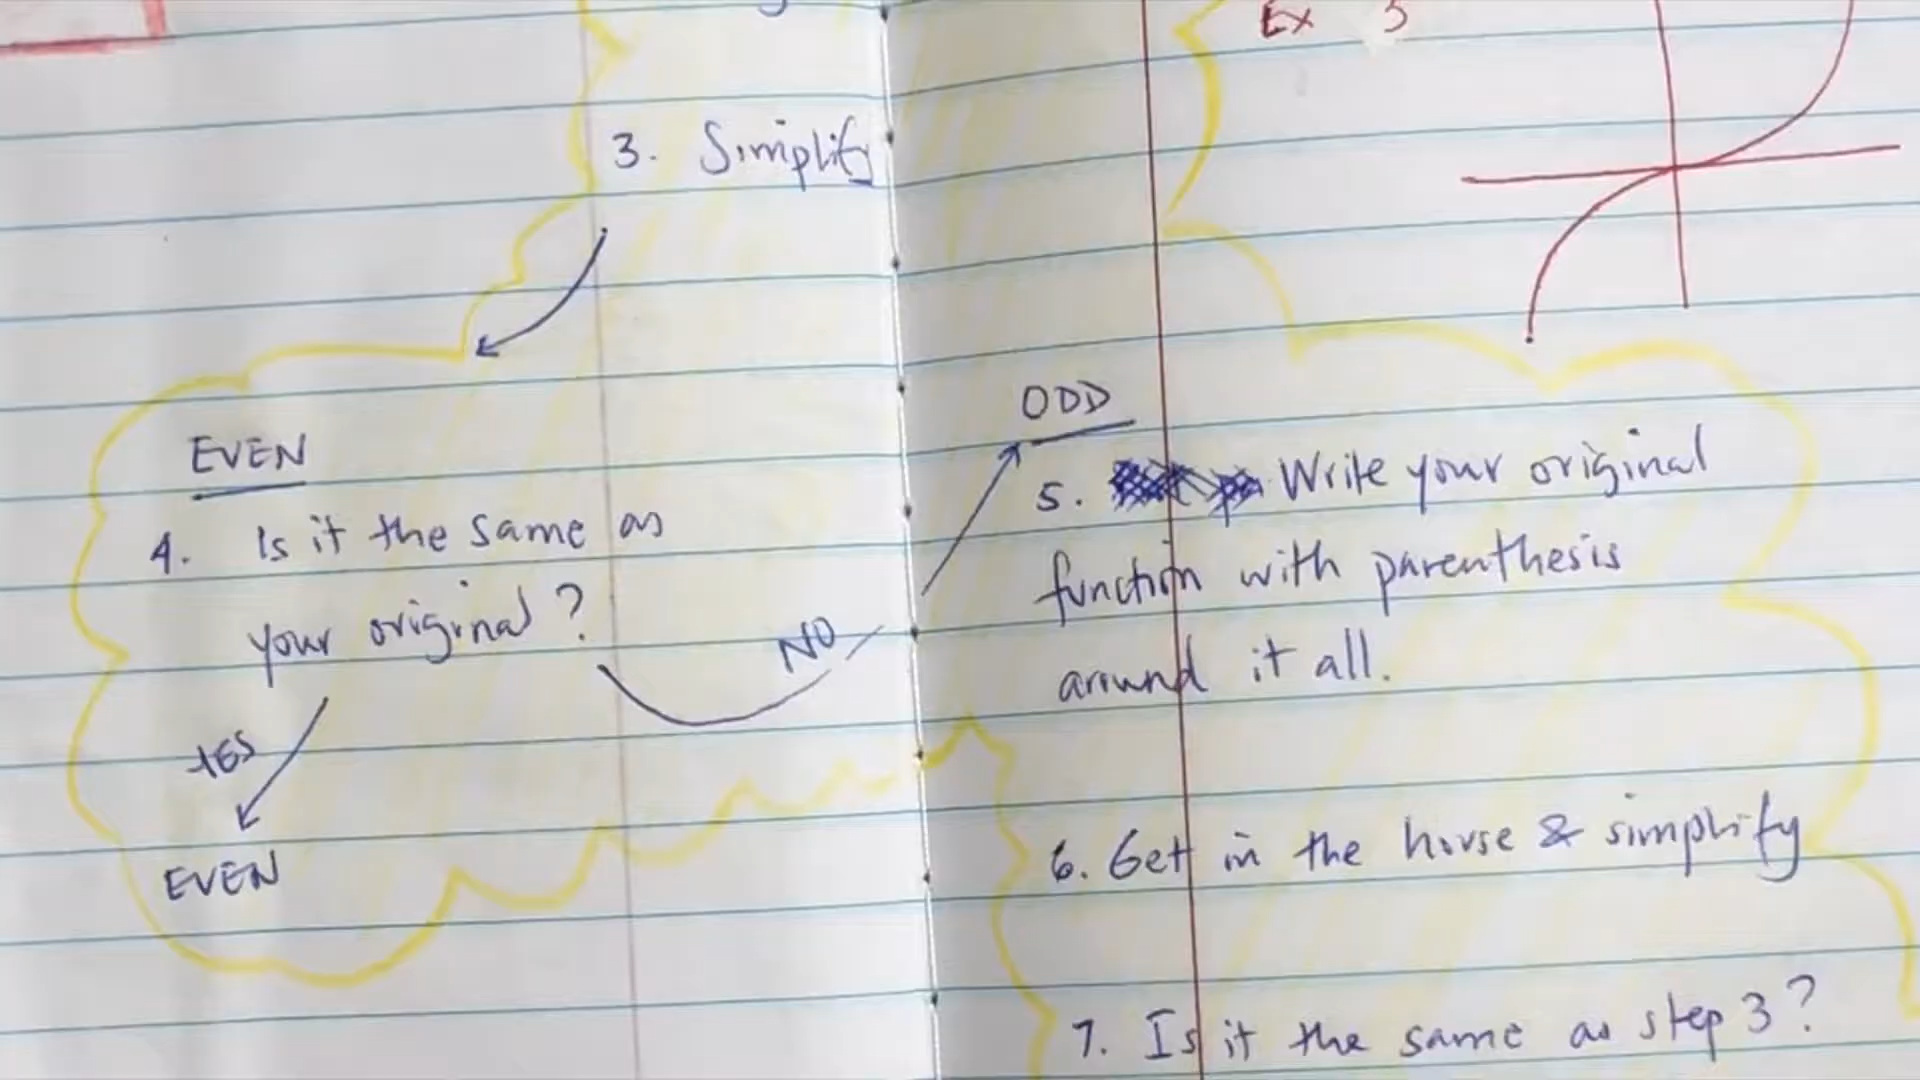 Ex 3
3. Simplify
EVEN
4. Is it the same as
your original?
YES
NO
EVEN
ODD
5. Write your original
function with parenthesis
around it all.
6. Get in the house & simplify
7. Is it the same as step 3?